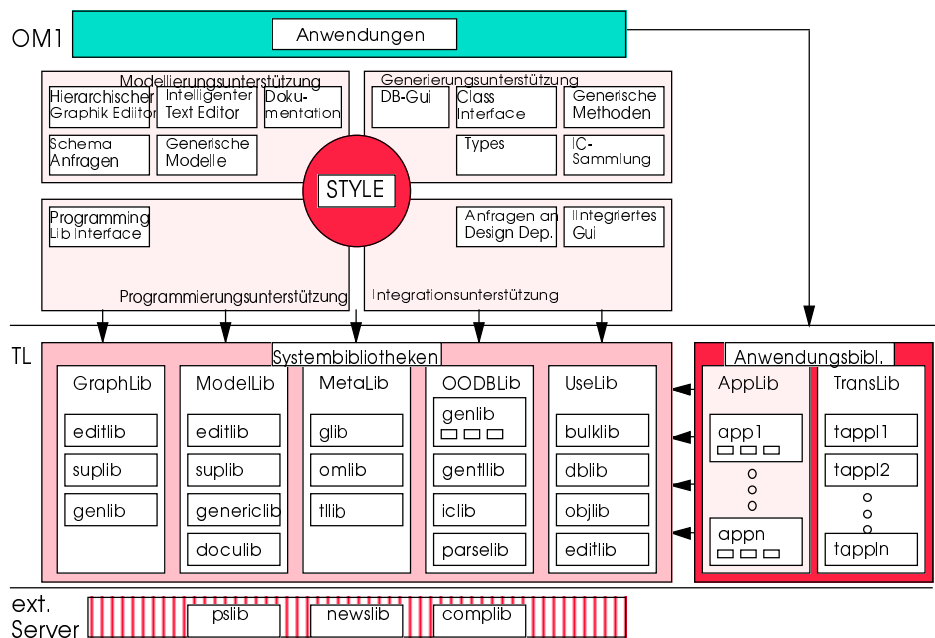 OM1
Anwendungen
Modellierungsunterstützung
Hierarchischer
Graphik Ediitor
Intelligenter
Text Editor
Doku-
mentation
Schema
Anfragen
Generische
Modelle
Generierungsunterstützung
DB-Gui
Class
Interface
Generische
Methoden
Types
IC-
Sammlung
STYLE
Programming
Lib Interface
Programmierungsunterstützung
Anfragen an
Design Dep.
IIntegriertes
Gui
Integrationsunterstützung
TL
Systembibliotheken
GraphLib
editlib
suplib
genlib
ModelLib
editlib
suplib
genericlib
doculib
MetaLib
glib
omlib
tllib
OODBLib
genlib
gentllib
iclib
parselib
UseLib
bulklib
dblib
objlib
editlib
Anwendungsbibl.
AppLib
app1
appn
TransLib
tappl1
tappl2
tappln
ext.
Server
pslib
newslib
complib